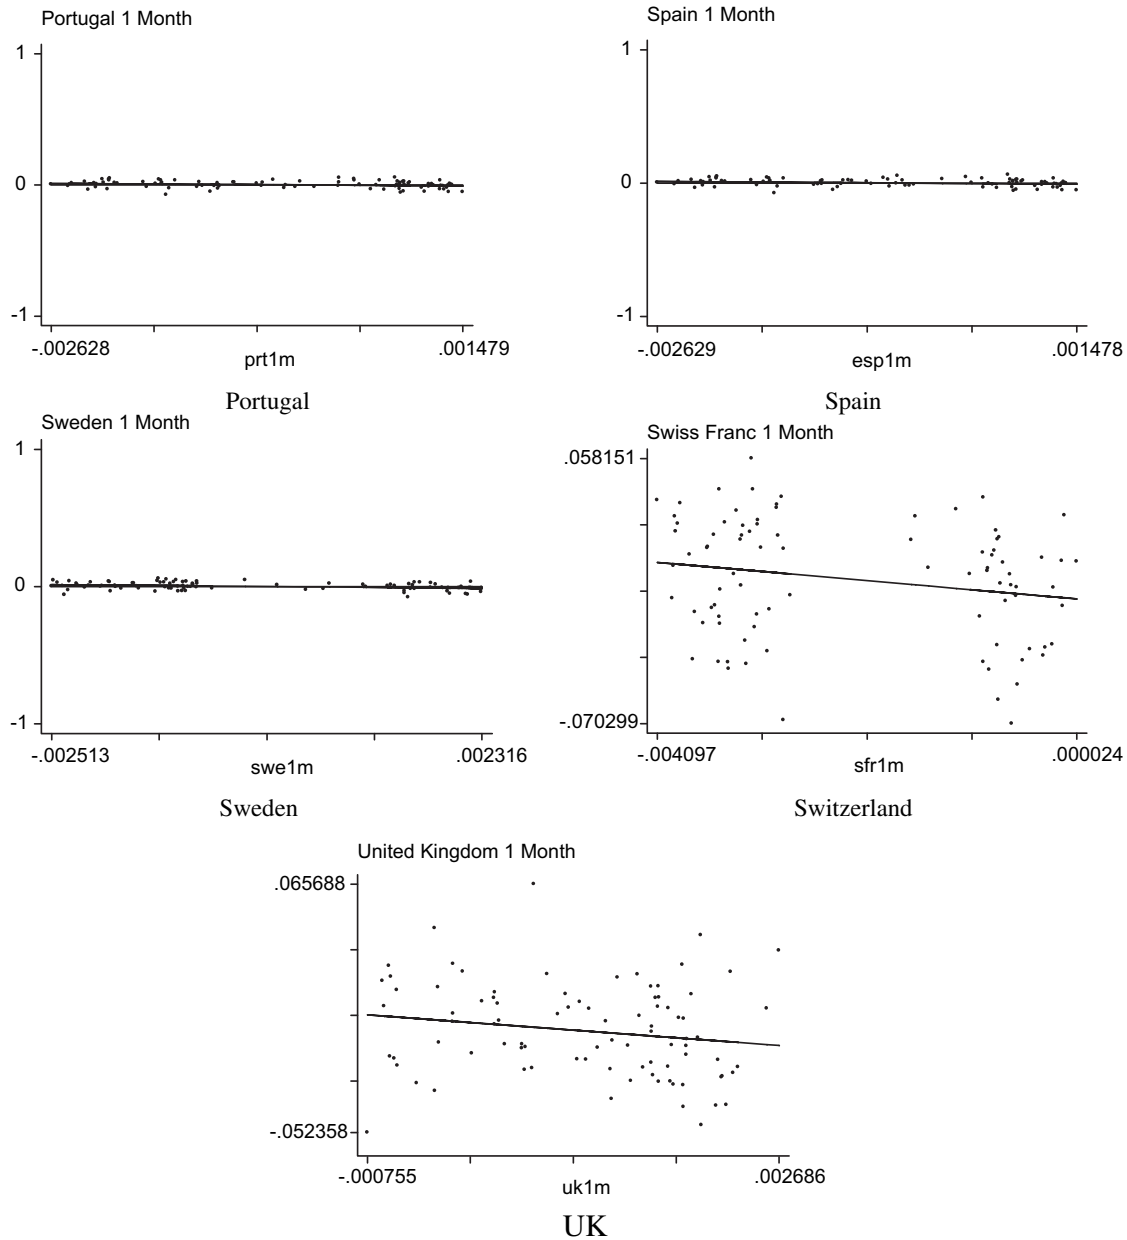 Portugal 1 Month
1
0
-1
-.002628 .001479
prt1m
Portugal
Spain 1 Month
1
0
-1
-.002629 .001478
esp1m
Spain
Sweden 1 Month
1
0
-1
-.002513 .002316
swe1m
Sweden
Swiss Franc 1 Month
.058151
-.070299
-.004097 .000024
sfr1m
Switzerland
United Kingdom 1 Month
.065688
-.052358
-.000755 .002686
uk1m
UK